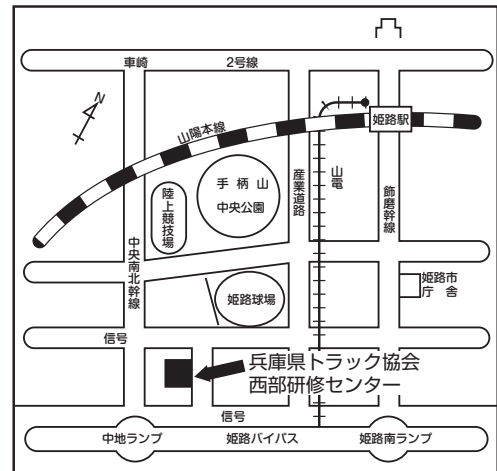 車崎
2号線
N
山陽本線
姫路駅
手柄山
中央公園
陸上競技場
産業道路
山電
飾磨幹線
中央南北幹線
姫路球場
姫路市
庁舎
信号
兵庫県トラック協会
西部研修センター
信号
中地ランプ
姫路バイパス
姫路南ランプ